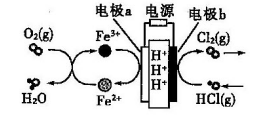 电极a 电源 电极b
O₂(g) Fe³⁺ H⁺ Cl₂(g)
H⁺
H₂O Fe²⁺ H⁺ HCl(g)